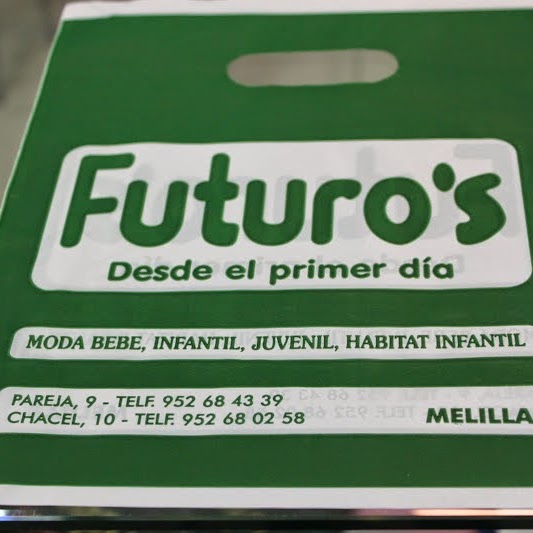 Futuro's
Desde el primer día
MODA BEBE, INFANTIL, JUVENIL, HABITAT INFANTIL
PAREJA, 9 - TELF. 952 68 43 39
CHACEL, 10 - TELF. 952 68 02 58 MELILLA